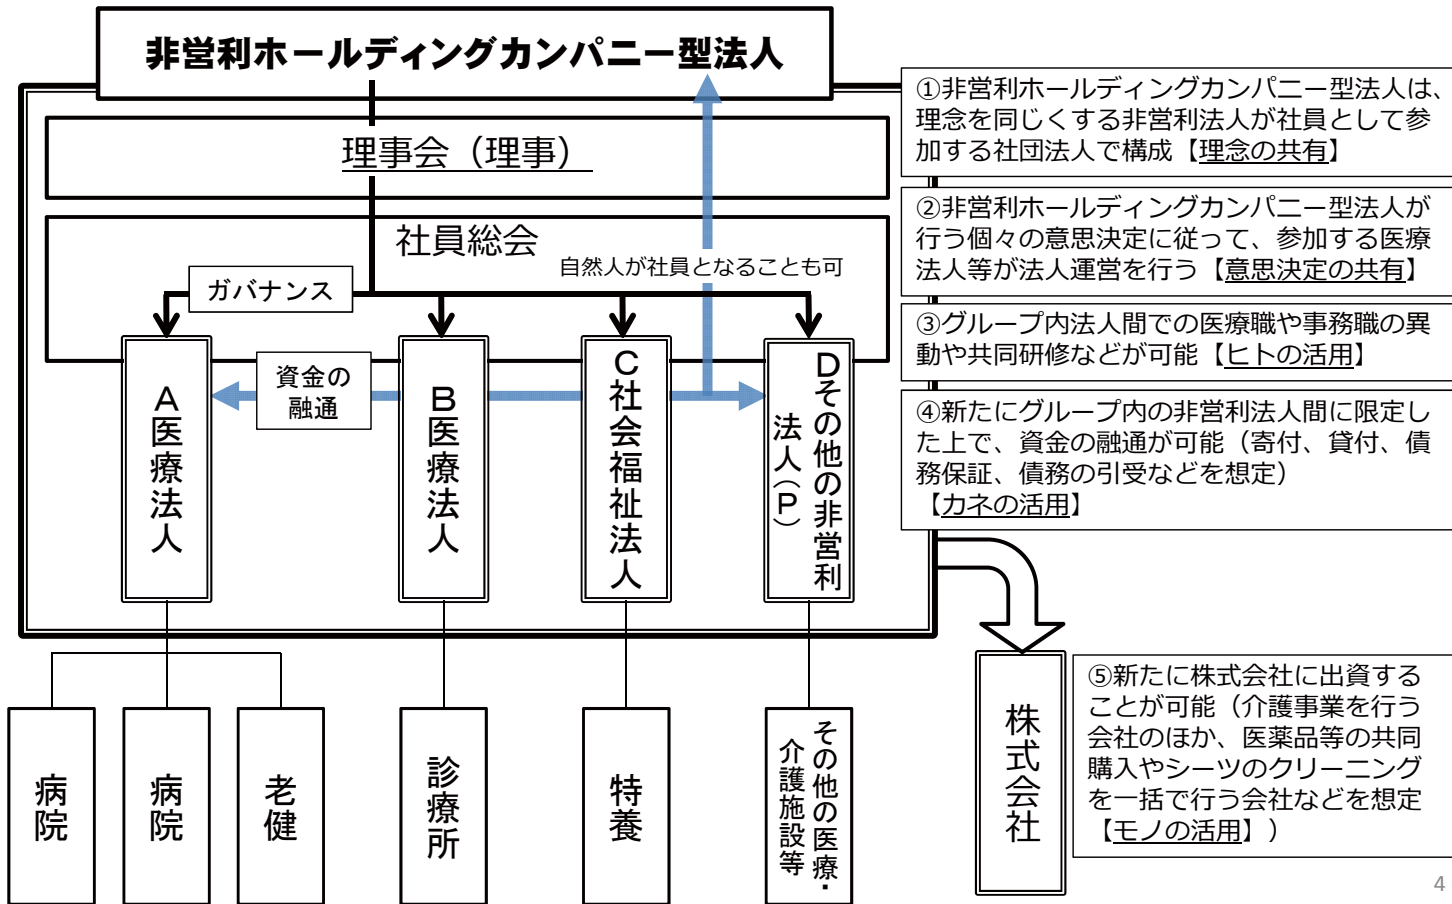 非営利ホールディングカンパニー型法人
理事会（理事）
社員総会
自然人が社員となることも可
ガバナンス
資金の
融通
A医療法人
B医療法人
C社会福祉法人
Dその他の非営利
法人（P）
病院
病院
老健
診療所
特養
その他の医療・
介護施設等
株式会社
①非営利ホールディングカンパニー型法人は、
理念を同じくする非営利法人が社員として参
加する社団法人で構成【理念の共有】
②非営利ホールディングカンパニー型法人が
行う個々の意思決定に従って、参加する医療
法人等が法人運営を行う【意思決定の共有】
③グループ内法人間での医療職や事務職の異
動や共同研修などが可能【ヒトの活用】
④新たにグループ内の非営利法人間に限定し
た上で、資金の融通が可能（寄付、貸付、債
務保証、債務の引受などを想定）
【カネの活用】
⑤新たに株式会社に出資する
ことが可能（介護事業を行う
会社のほか、医薬品等の共同
購入やシーツのクリーニング
を一括で行う会社などを想定
【モノの活用】）
4